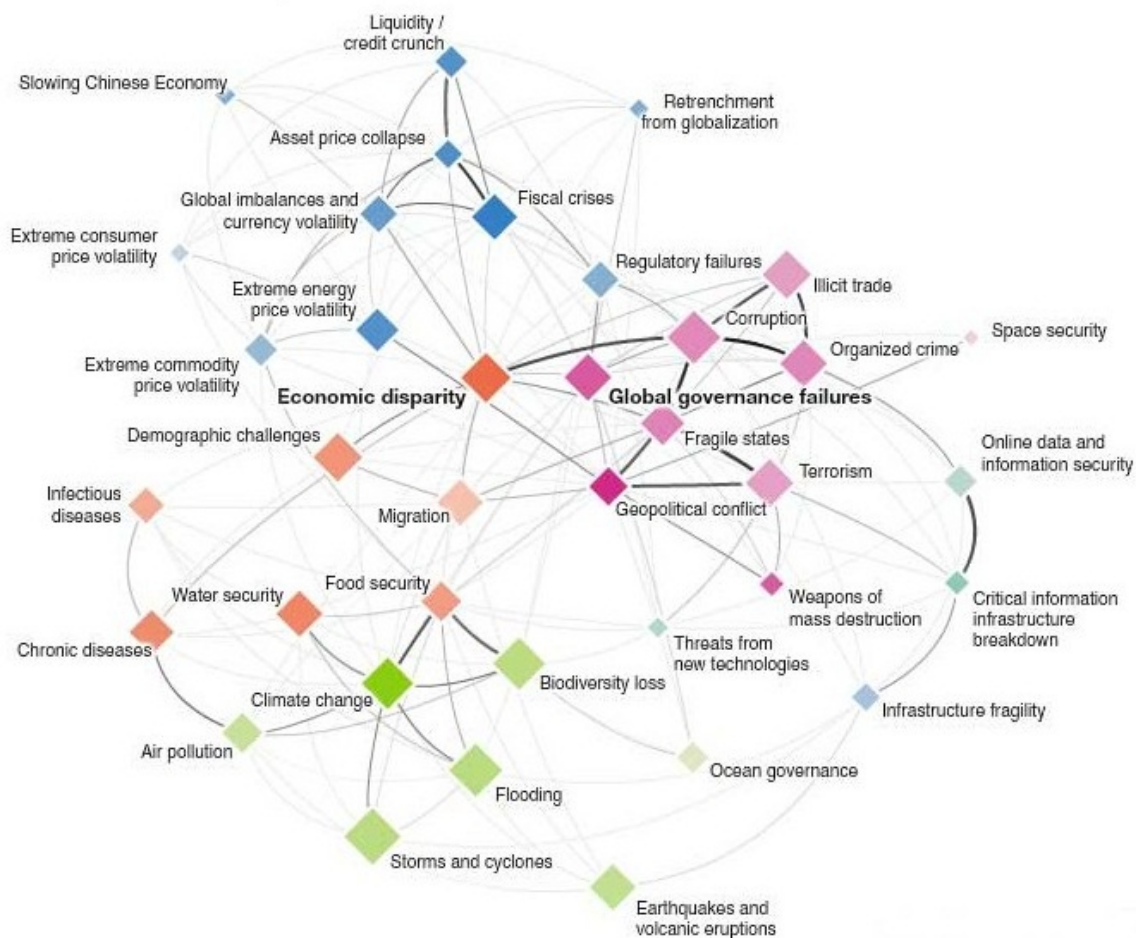 Liquidity /
credit crunch
Slowing Chinese Economy
Retrenchment
from globalization
Asset price collapse
Global imbalances and
currency volatility
Fiscal crises
Extreme consumer
price volatility
Regulatory failures
Illicit trade
Extreme energy
price volatility
Corruption
Space security
Organized crime
Extreme commodity
price volatility
Economic disparity
Global governance failures
Demographic challenges
Fragile states
Online data and
information security
Terrorism
Infectious
diseases
Migration
Geopolitical conflict
Food security
Water security
Weapons of
mass destruction
Critical information
infrastructure
breakdown
Chronic diseases
Threats from
new technologies
Biodiversity loss
Climate change
Infrastructure fragility
Air pollution
Ocean governance
Flooding
Storms and cyclones
Earthquakes and
volcanic eruptions